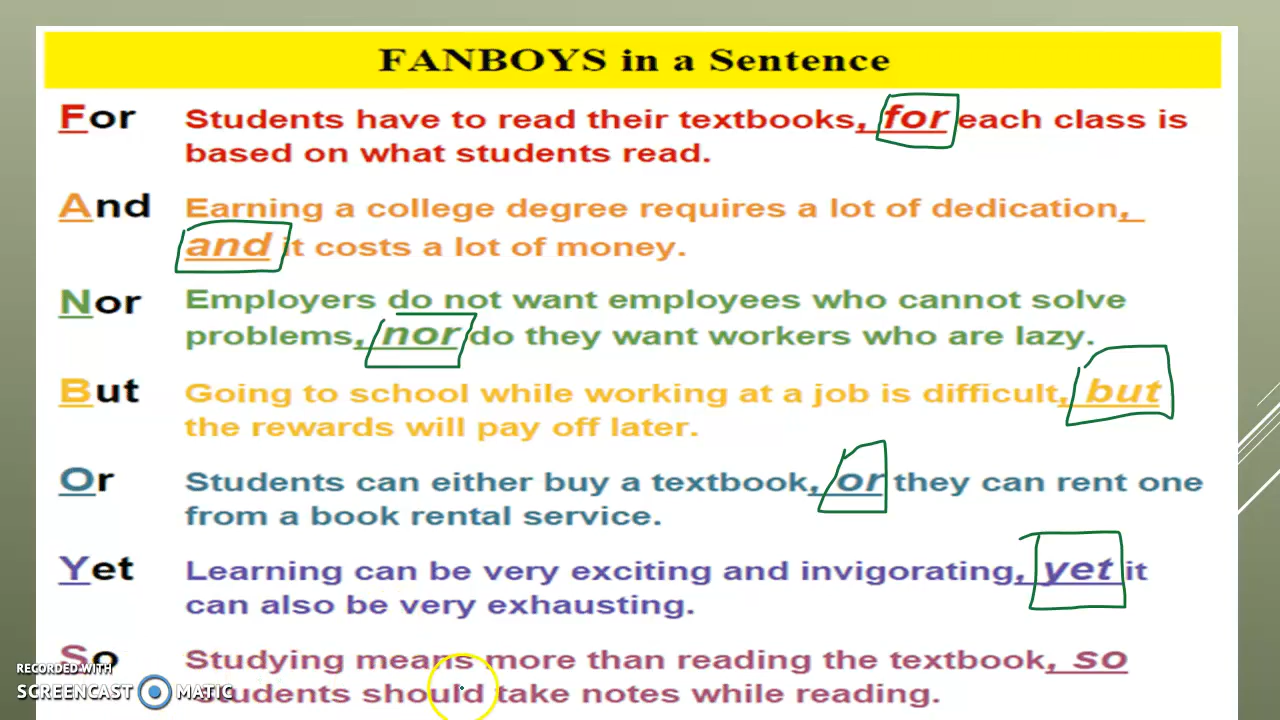 FANBOYS in a Sentence
For Students have to read their textbooks, for each class is
based on what students read.
And Earning a college degree requires a lot of dedication,
and it costs a lot of money.
Nor Employers do not want employees who cannot solve
problems, nor do they want workers who are lazy.
But Going to school while working at a job is difficult, but
the rewards will pay off later.
Or Students can either buy a textbook, or they can rent one
from a book rental service.
Yet Learning can be very exciting and invigorating, yet it
can also be very exhausting.
So Studying means more than reading the textbook, so
students should take notes while reading.
RECORDED WITH
SCREENCAST MATIC